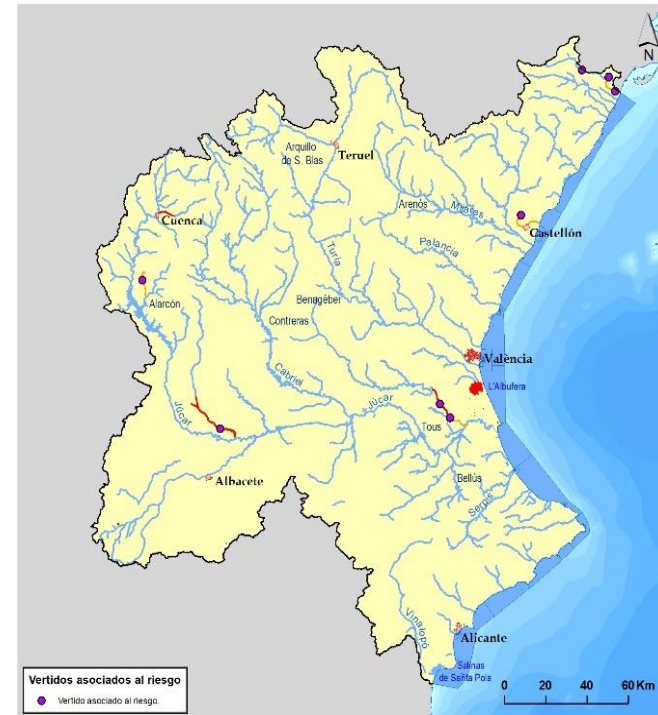 N
Arquillo
de S. Blas
Teruel
Arenós
Mijares
Cuenca
Castellón
Palancia
Turia
Alarcón
Benagéber
Contreras
València
Cabriel
L'Albufera
Júcar
Júcar
Tous
Albacete
Bellús
Serpis
Vinalopó
Alicante
Salinas
de Santa Pola
Vertidos asociados al riesgo
Vertido asociado al riesgo.
0 20 40 60 Km